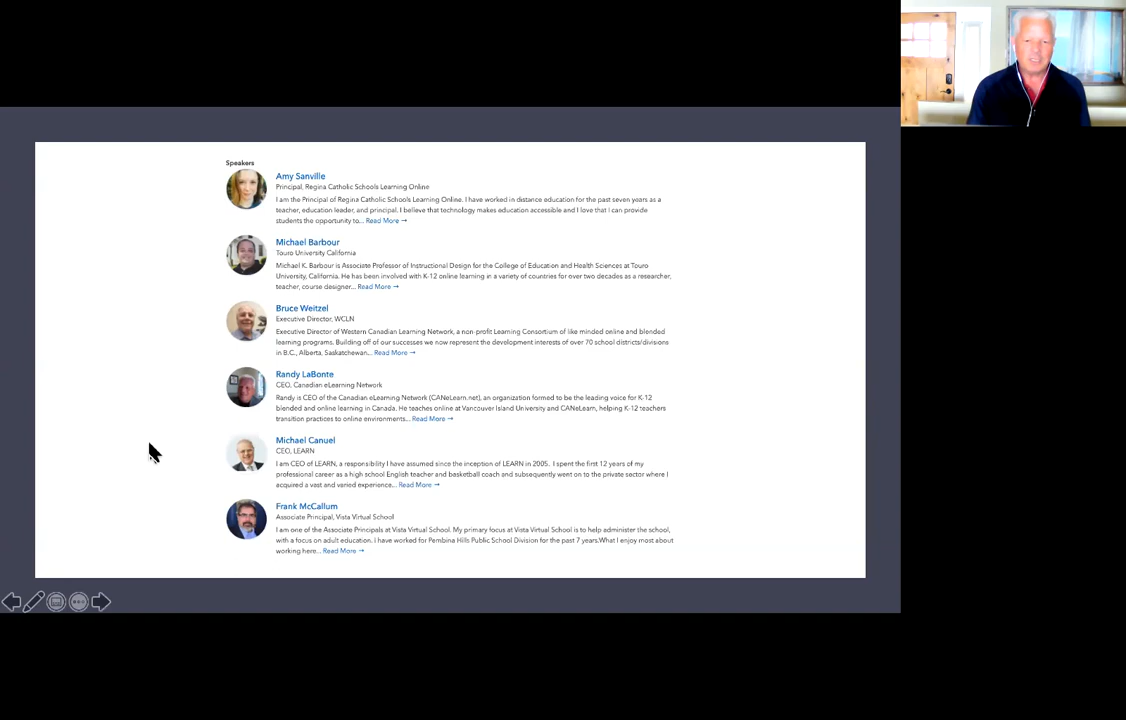 Speakers
Amy Sanville
Principal, Regina Catholic Schools Learning Online
I am the Principal of Regina Catholic Schools Learning Online. I have worked in distance education for the past seven years as a
teacher, education leader, and principal. I believe that technology makes education accessible and I love that I can provide
students the opportunity to... Read More →
Michael Barbour
Touro University California
Michael K. Barbour is Associate Professor of Instructional Design for the College of Education and Health Sciences at Touro
University, California. He has been involved with K-12 online learning in a variety of countries for over two decades as a researcher,
teacher, course designer... Read More →
Bruce Weitzel
Executive Director, WCLN
Executive Director of Western Canadian Learning Network, a non-profit Learning Consortium of like minded online and blended
learning programs. Building off of our successes we now represent the development interests of over 70 school districts/divisions
in B.C., Alberta, Saskatchewan... Read More →
Randy LaBonte
CEO, Canadian eLearning Network
Randy is CEO of the Canadian eLearning Network (CANeLearn.net), an organization formed to be the leading voice for K-12
blended and online learning in Canada. He teaches online at Vancouver Island University and CANeLearn, helping K-12 teachers
transition practices to online environments... Read More →
Michael Canuel
CEO, LEARN
I am CEO of LEARN, a responsibility I have assumed since the inception of LEARN in 2005. I spent the first 12 years of my
professional career as a high school English teacher and basketball coach and subsequently went on to the private sector where I
acquired a vast and varied experience... Read More →
Frank McCallum
Associate Principal, Vista Virtual School
I am one of the Associate Principals at Vista Virtual School. My primary focus at Vista Virtual School is to help administer the school,
with a focus on adult education. I have worked for Pembina Hills Public School Division for the past 7 years.What I enjoy most about
working here... Read More →